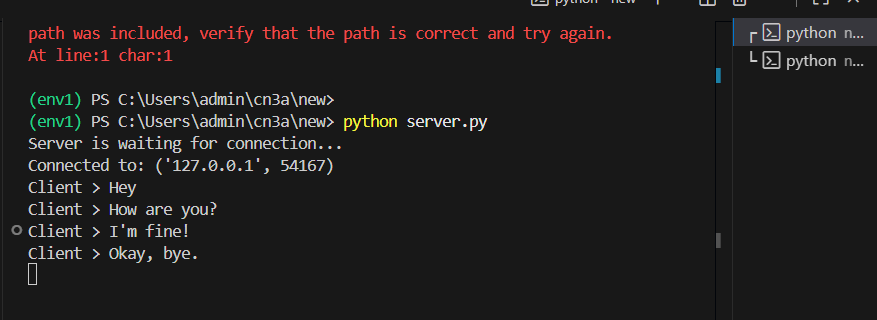 python - new
path was included, verify that the path is correct and try again.
At line:1 char:1
(env1) PS C:\Users\admin\cn3a\new>
(env1) PS C:\Users\admin\cn3a\new> python server.py
Server is waiting for connection...
Connected to: ('127.0.0.1', 54167)
Client > Hey
Client > How are you?
Client > I'm fine!
Client > Okay, bye.
python n...
python n...